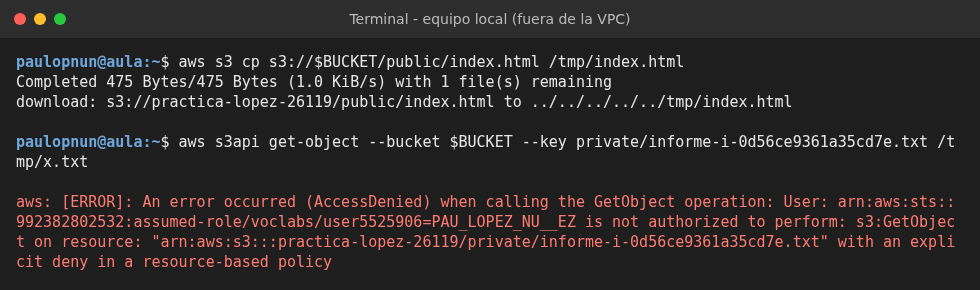 Terminal - equipo local (fuera de la VPC)
paulopnun@aula:~$ aws s3 cp s3://$BUCKET/public/index.html /tmp/index.html
Completed 475 Bytes/475 Bytes (1.0 KiB/s) with 1 file(s) remaining
download: s3://practica-lopez-26119/public/index.html to ../../../../../tmp/index.html
paulopnun@aula:~$ aws s3api get-object --bucket $BUCKET --key private/informe-i-0d56ce9361a35cd7e.txt /t
mp/x.txt
aws: [ERROR]: An error occurred (AccessDenied) when calling the GetObject operation: User: arn:aws:sts::
992382802532:assumed-role/voclabs/user5525906=PAU_LOPEZ_NU__EZ is not authorized to perform: s3:GetObjec
t on resource: "arn:aws:s3:::practica-lopez-26119/private/informe-i-0d56ce9361a35cd7e.txt" with an expli
cit deny in a resource-based policy